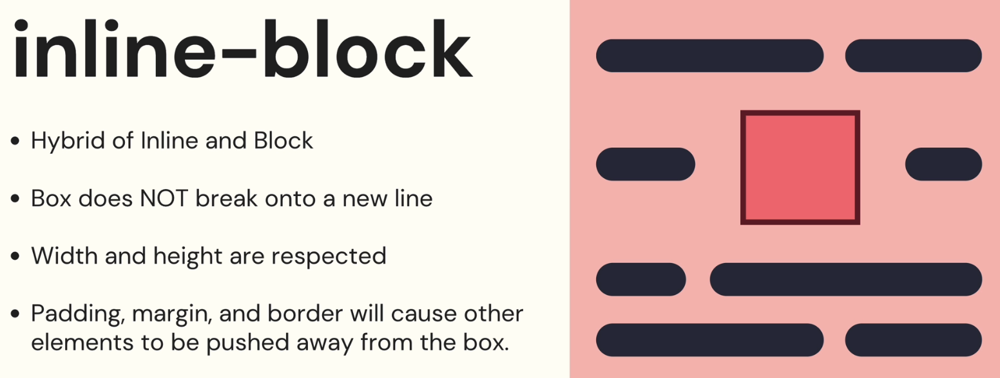 inline-block
• Hybrid of Inline and Block
• Box does NOT break onto a new line
• Width and height are respected
• Padding, margin, and border will cause other
elements to be pushed away from the box.